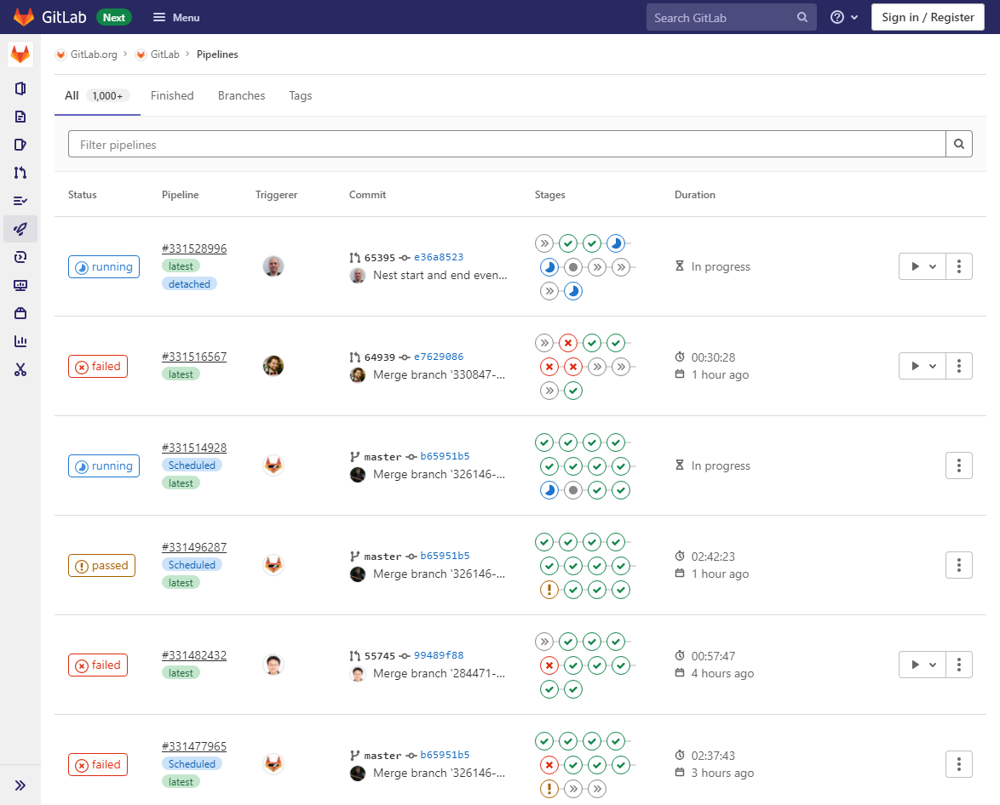 GitLab Next Menu Search GitLab Sign in / Register
GitLab.org › GitLab › Pipelines
All 1,000+ Finished Branches Tags
Filter pipelines
Status Pipeline Triggerer Commit Stages Duration
running
#331528996
latest
detached
65395 e36a8523
Nest start and end even...
In progress
failed
#331516567
latest
64939 e7629086
Merge branch '330847-...
00:30:28
1 hour ago
running
#331514928
Scheduled
latest
master b65951b5
Merge branch '326146-...
In progress
passed
#331496287
Scheduled
latest
master b65951b5
Merge branch '326146-...
02:42:23
1 hour ago
failed
#331482432
latest
55745 99489f88
Merge branch '284471-...
00:57:47
4 hours ago
failed
#331477965
Scheduled
latest
master b65951b5
Merge branch '326146-...
02:37:43
3 hours ago